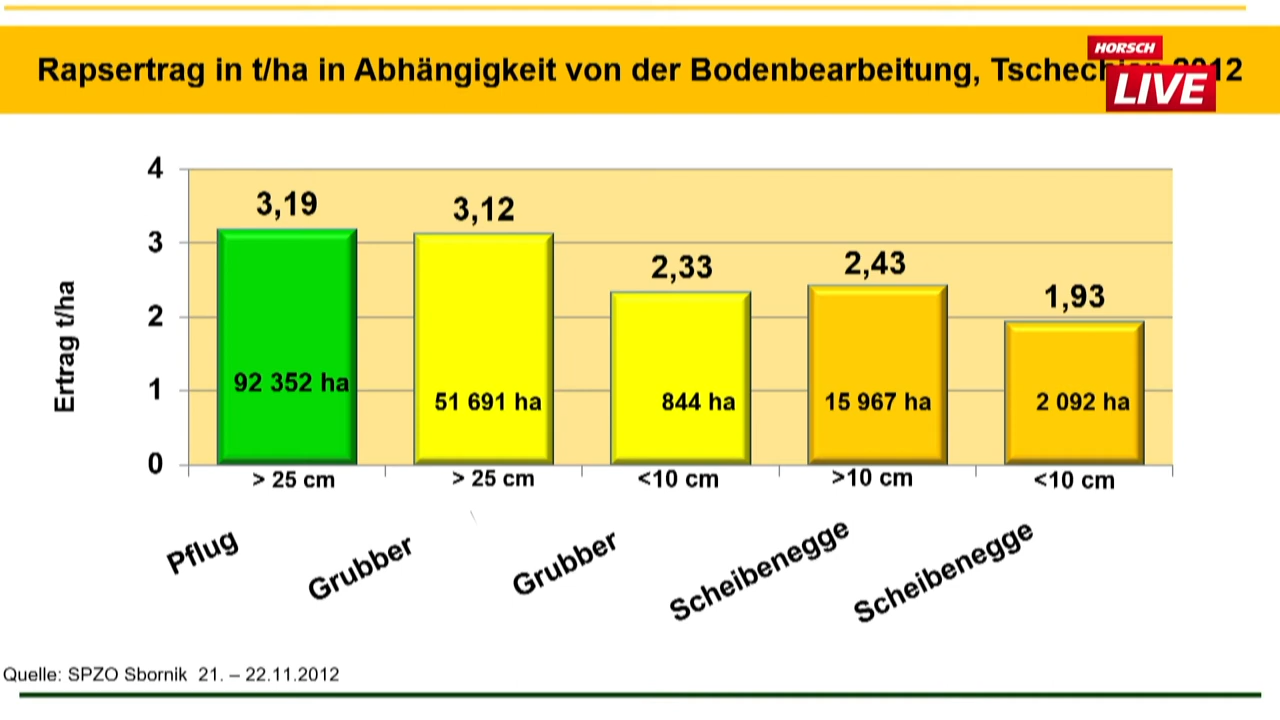 Rapsertrag in t/ha in Abhängigkeit von der Bodenbearbeitung, Tschechien 2012
HORSCH
LIVE
Ertrag t/ha
4
3
2
1
0
3,19
3,12
2,33
2,43
1,93
92 352 ha
51 691 ha
844 ha
15 967 ha
2 092 ha
> 25 cm
> 25 cm
<10 cm
>10 cm
<10 cm
Pflug
Grubber
Grubber
Scheibenegge
Scheibenegge
Quelle: SPZO Sbornik 21. – 22.11.2012